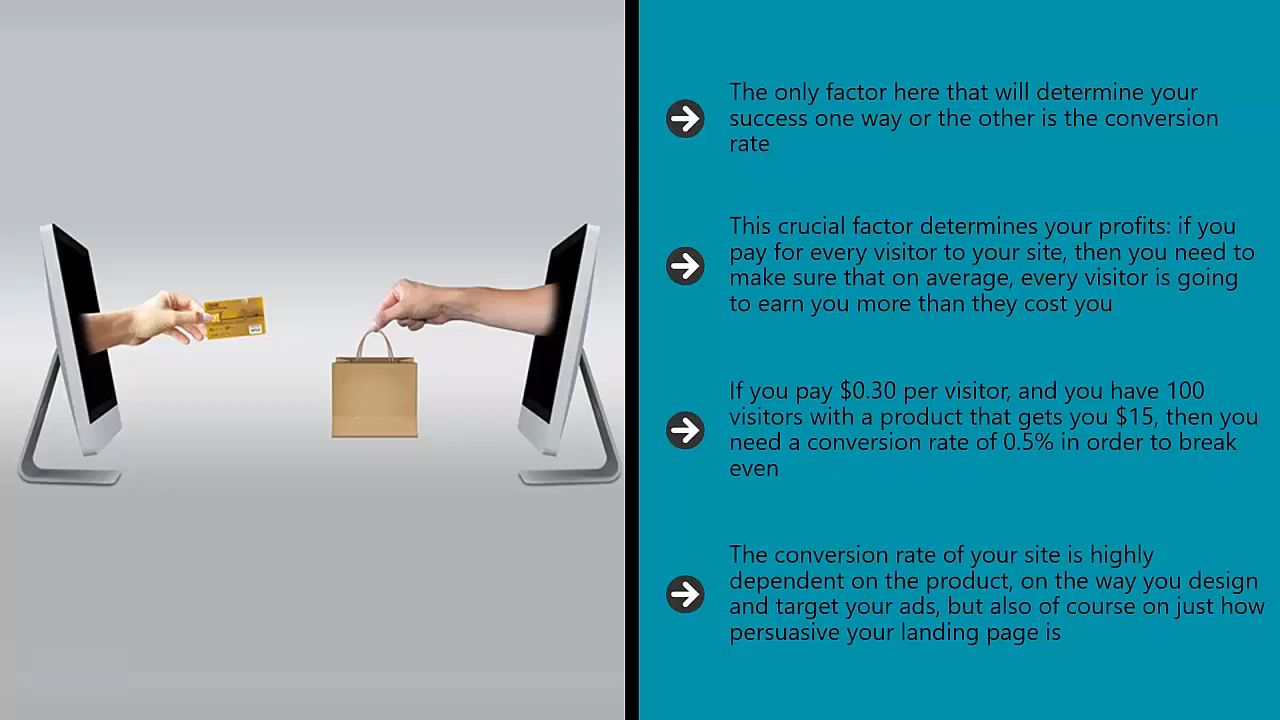 The only factor here that will determine your
success one way or the other is the conversion
rate
This crucial factor determines your profits: if you
pay for every visitor to your site, then you need to
make sure that on average, every visitor is going
to earn you more than they cost you
If you pay $0.30 per visitor, and you have 100
visitors with a product that gets you $15, then you
need a conversion rate of 0.5% in order to break
even
The conversion rate of your site is highly
dependent on the product, on the way you design
and target your ads, but also of course on just how
persuasive your landing page is